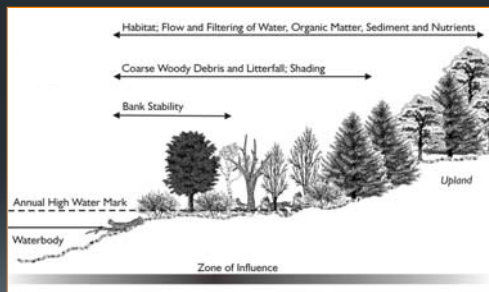 Habitat; Flow and Filtering of Water, Organic Matter, Sediment and Nutrients
Coarse Woody Debris and Litterfall; Shading
Bank Stability
Upland
Annual High Water Mark
Waterbody
Zone of Influence